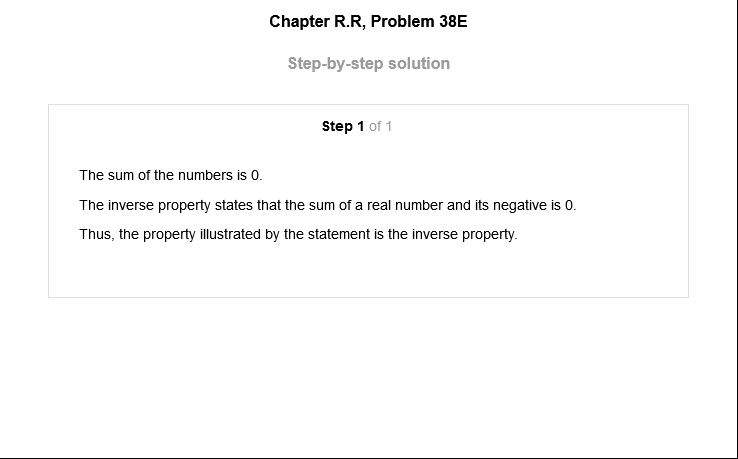 Chapter R.R, Problem 38E
Step-by-step solution
Step 1 of 1
The sum of the numbers is 0.
The inverse property states that the sum of a real number and its negative is 0.
Thus, the property illustrated by the statement is the inverse property.